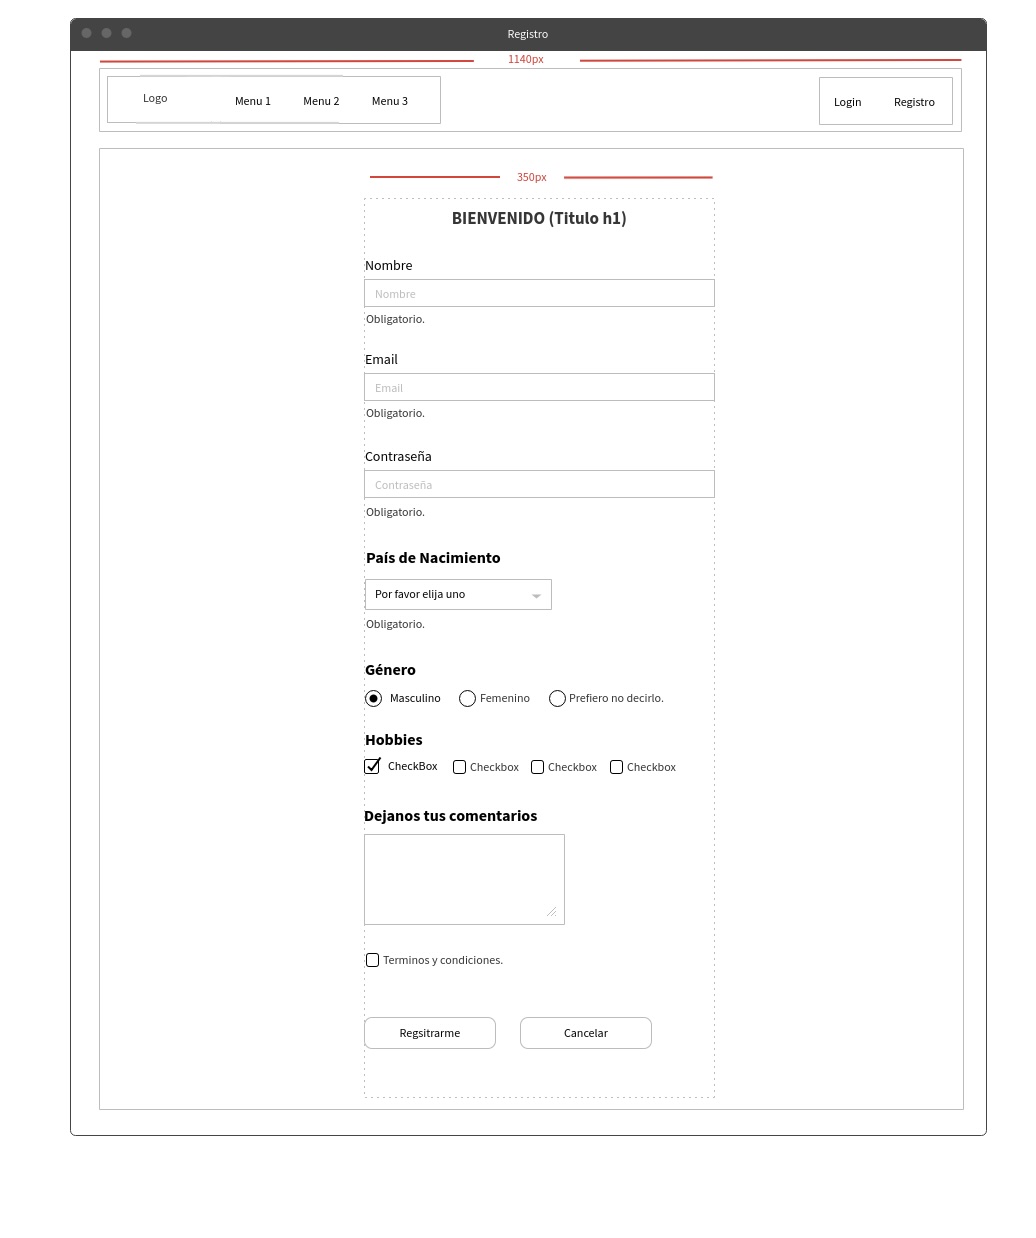 Registro
1140px
Logo Menu 1 Menu 2 Menu 3 Login Registro
350px
BIENVENIDO (Titulo h1)
Nombre
Nombre
Obligatorio.
Email
Email
Obligatorio.
Contraseña
Contraseña
Obligatorio.
País de Nacimiento
Por favor elija uno
Obligatorio.
Género
Masculino Femenino Prefiero no decirlo.
Hobbies
CheckBox Checkbox Checkbox Checkbox
Dejanos tus comentarios
Terminos y condiciones.
Regsitrarme Cancelar